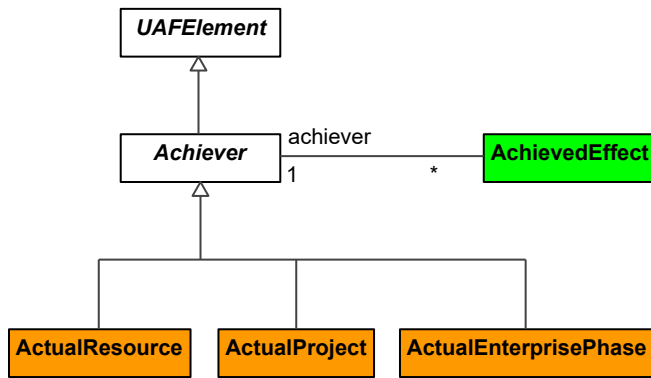 UAFElement
achiever
Achiever
AchievedEffect
1
*
ActualResource
ActualProject
ActualEnterprisePhase